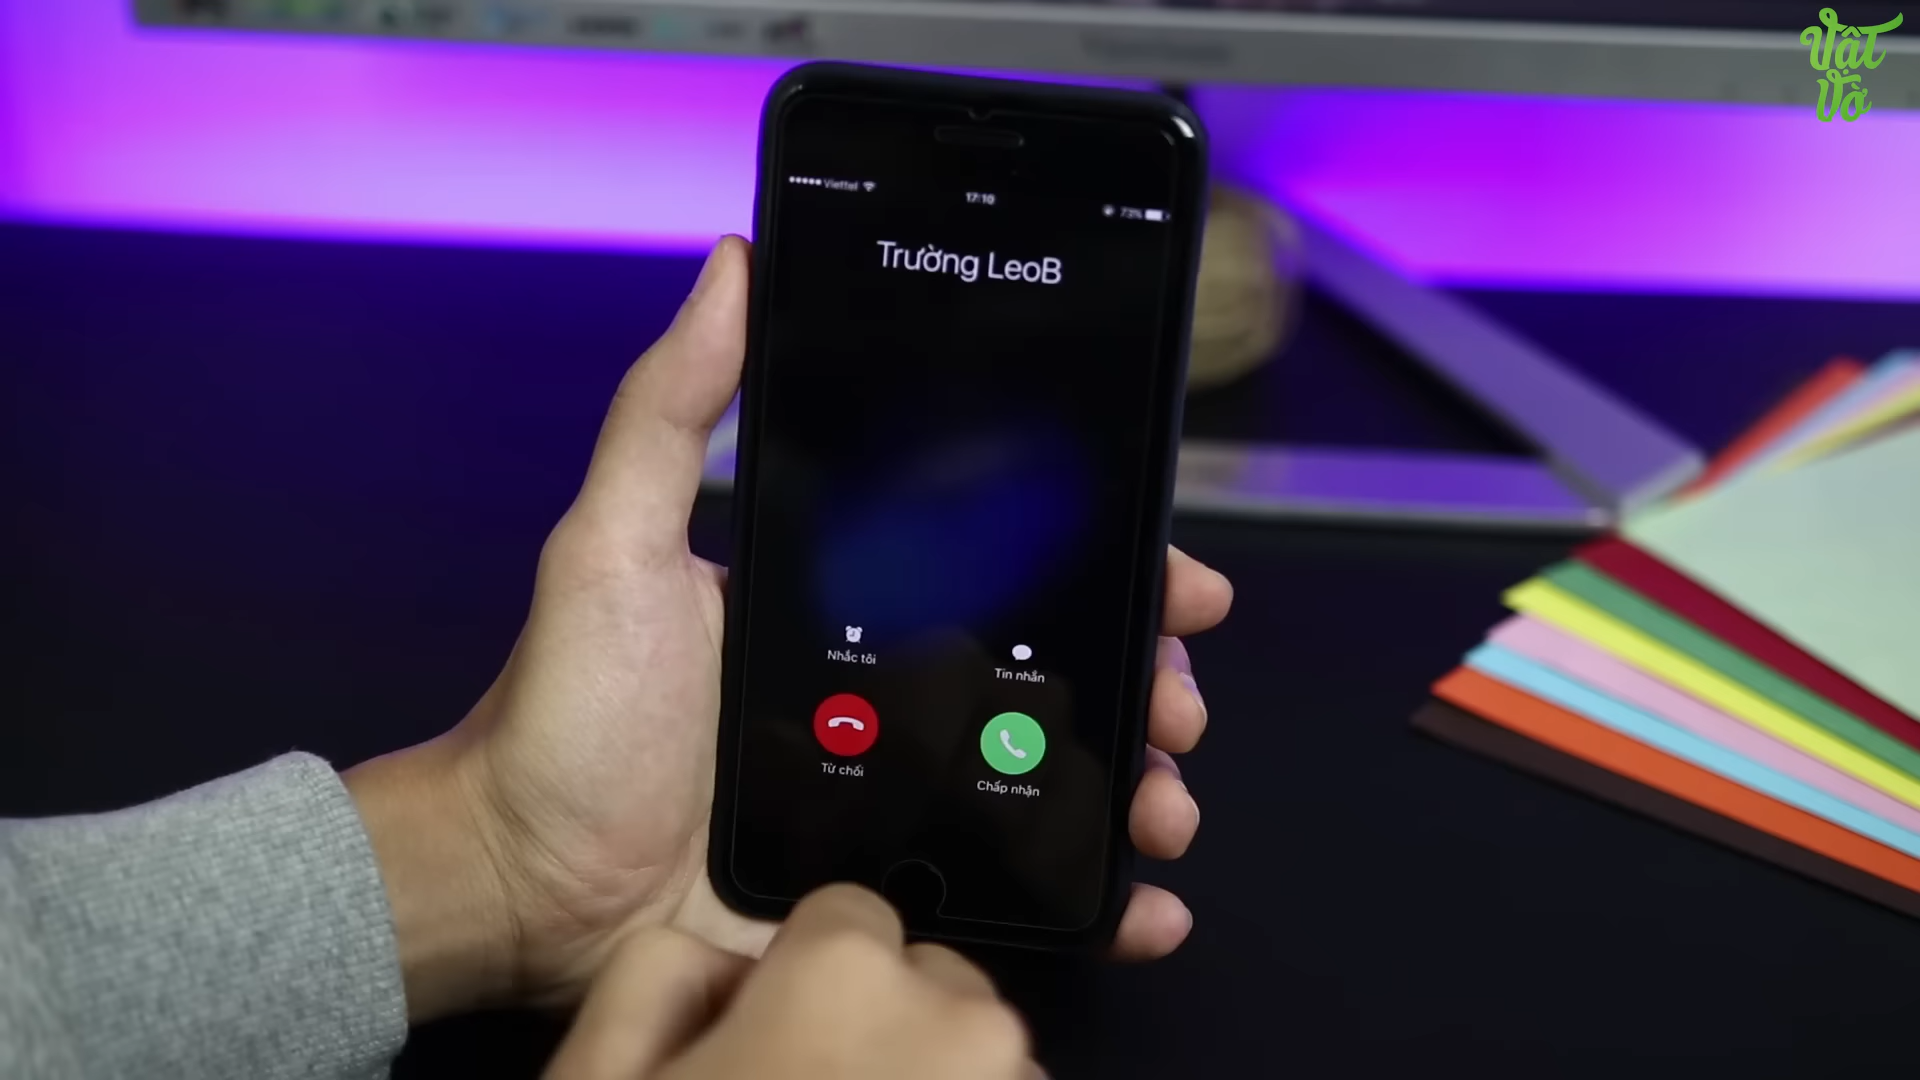 Vật
Vờ
Viettel
17:10
73%
Trường LeoB
Nhắc tôi
Tin nhắn
Từ chối
Chấp nhận